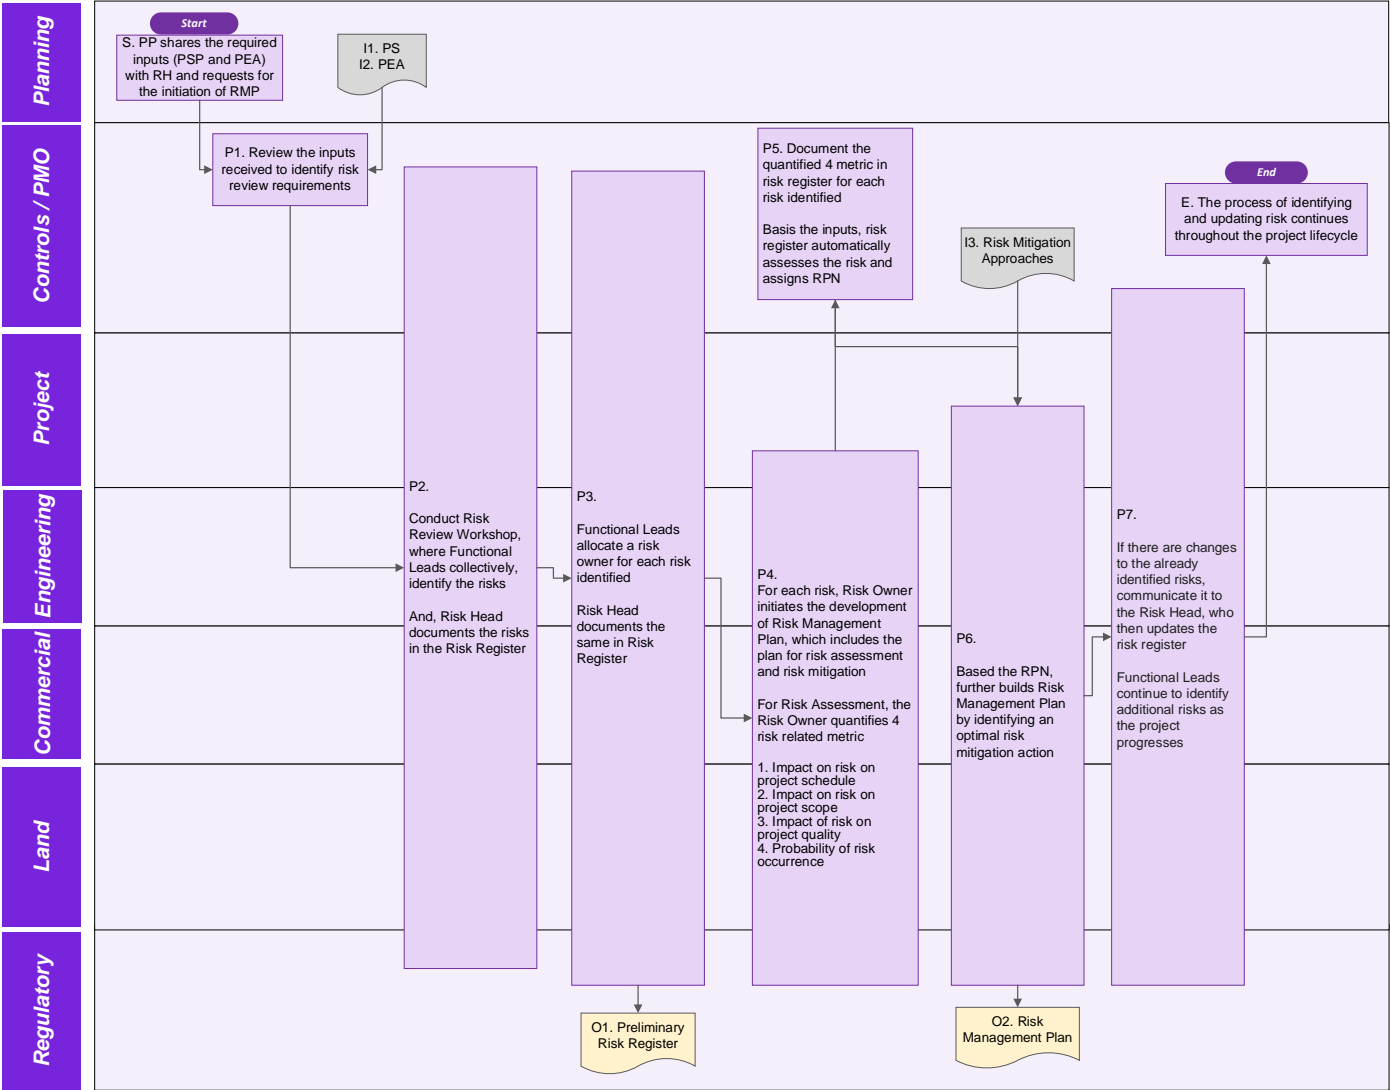 Planning
Start
S. PP shares the required
inputs (PSP and PEA)
with RH and requests for
the initiation of RMP
I1. PS
I2. PEA
Controls / PMO
P1. Review the inputs
received to identify risk
review requirements
P5. Document the
quantified 4 metric in
risk register for each
risk identified
Basis the inputs, risk
register automatically
assesses the risk and
assigns RPN
I3. Risk Mitigation
Approaches
End
E. The process of identifying
and updating risk continues
throughout the project lifecycle
Project
Engineering
Commercial
Land
Regulatory
P2.
Conduct Risk
Review Workshop,
where Functional
Leads collectively,
identify the risks
And, Risk Head
documents the risks
in the Risk Register
P3.
Functional Leads
allocate a risk
owner for each risk
identified
Risk Head
documents the
same in Risk
Register
P4.
For each risk, Risk Owner
initiates the development
of Risk Management
Plan, which includes the
plan for risk assessment
and risk mitigation
For Risk Assessment, the
Risk Owner quantifies 4
risk related metric
1. Impact on risk on
project schedule
2. Impact on risk on
project scope
3. Impact of risk on
project quality
4. Probability of risk
occurrence
P6.
Based the RPN,
further builds Risk
Management Plan
by identifying an
optimal risk
mitigation action
P7.
If there are changes
to the already
identified risks,
communicate it to
the Risk Head, who
then updates the
risk register
Functional Leads
continue to identify
additional risks as
the project
progresses
O1. Preliminary
Risk Register
O2. Risk
Management Plan